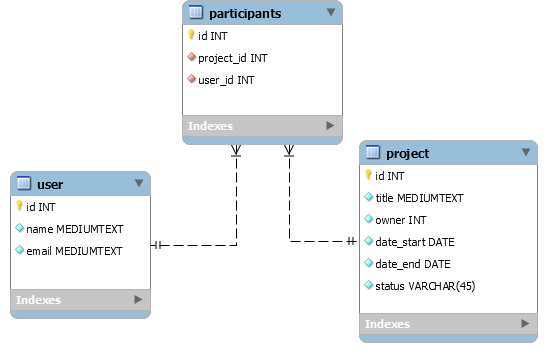 participants
id INT
project_id INT
user_id INT
Indexes
user
id INT
name MEDIUMTEXT
email MEDIUMTEXT
Indexes
project
id INT
title MEDIUMTEXT
owner INT
date_start DATE
date_end DATE
status VARCHAR(45)
Indexes